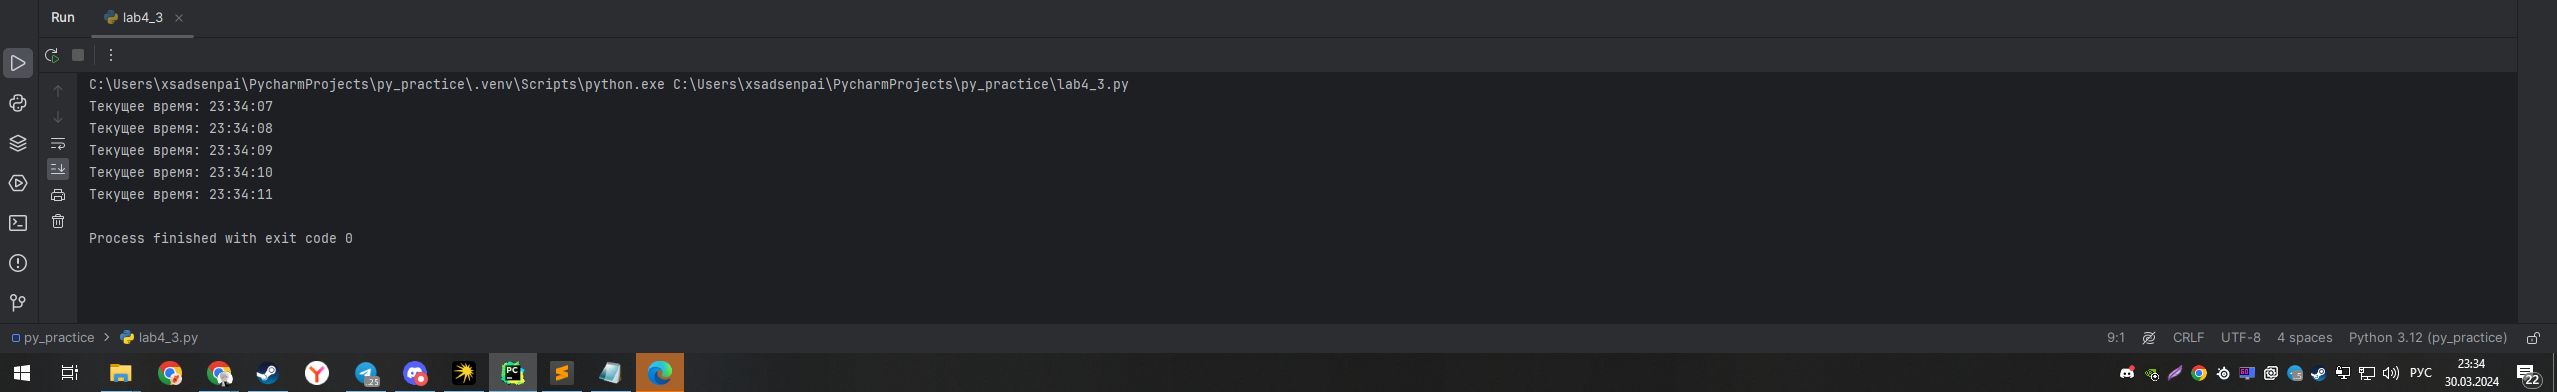 Run lab4_3
C:\Users\xsadsenpai\PycharmProjects\py_practice\.venv\Scripts\python.exe C:\Users\xsadsenpai\PycharmProjects\py_practice\lab4_3.py
Текущее время: 23:34:07
Текущее время: 23:34:08
Текущее время: 23:34:09
Текущее время: 23:34:10
Текущее время: 23:34:11
Process finished with exit code 0
py_practice > lab4_3.py 9:1 CRLF UTF-8 4 spaces Python 3.12 (py_practice)
25 PC РУС 23:34
30.03.2024 22